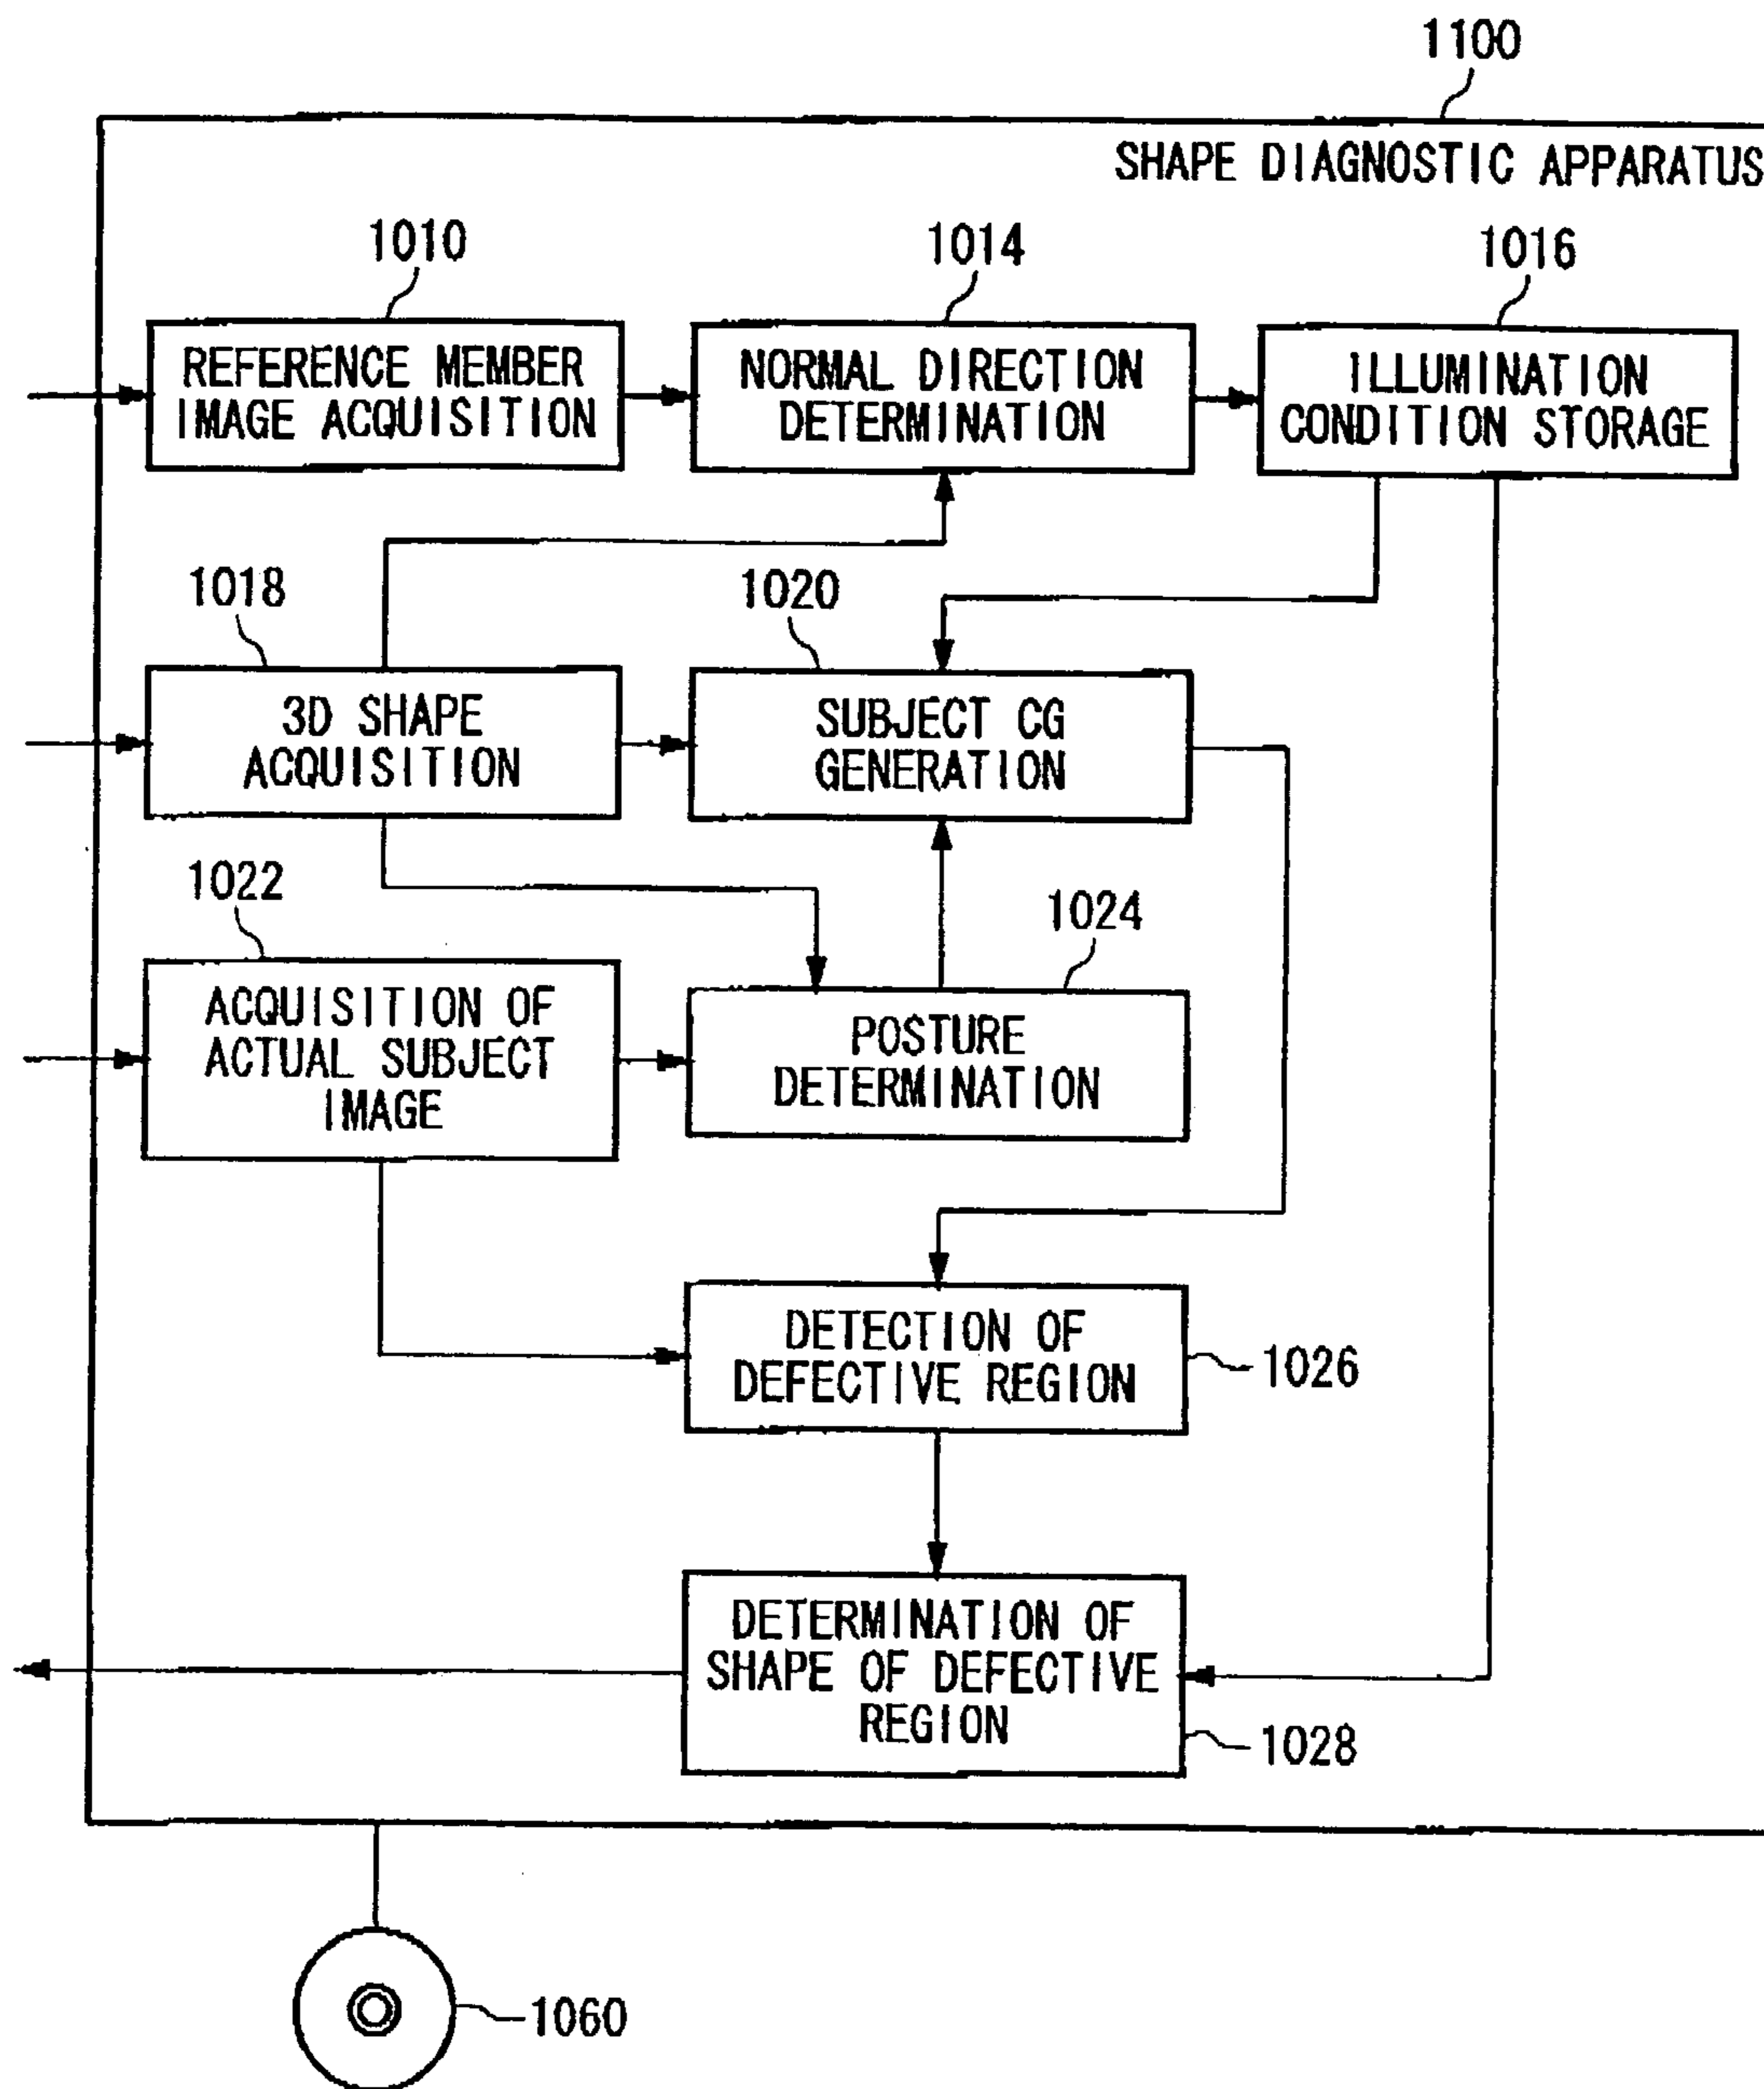 1100
SHAPE DIAGNOSTIC APPARATUS
1010
1014
1016
REFERENCE MEMBER
IMAGE ACQUISITION
NORMAL DIRECTION
DETERMINATION
ILLUMINATION
CONDITION STORAGE
1018
1020
3D SHAPE
ACQUISITION
SUBJECT CG
GENERATION
1022
1024
ACQUISITION OF
ACTUAL SUBJECT
IMAGE
POSTURE
DETERMINATION
DETECTION OF
DEFECTIVE REGION
1026
DETERMINATION OF
SHAPE OF DEFECTIVE
REGION
1028
1060